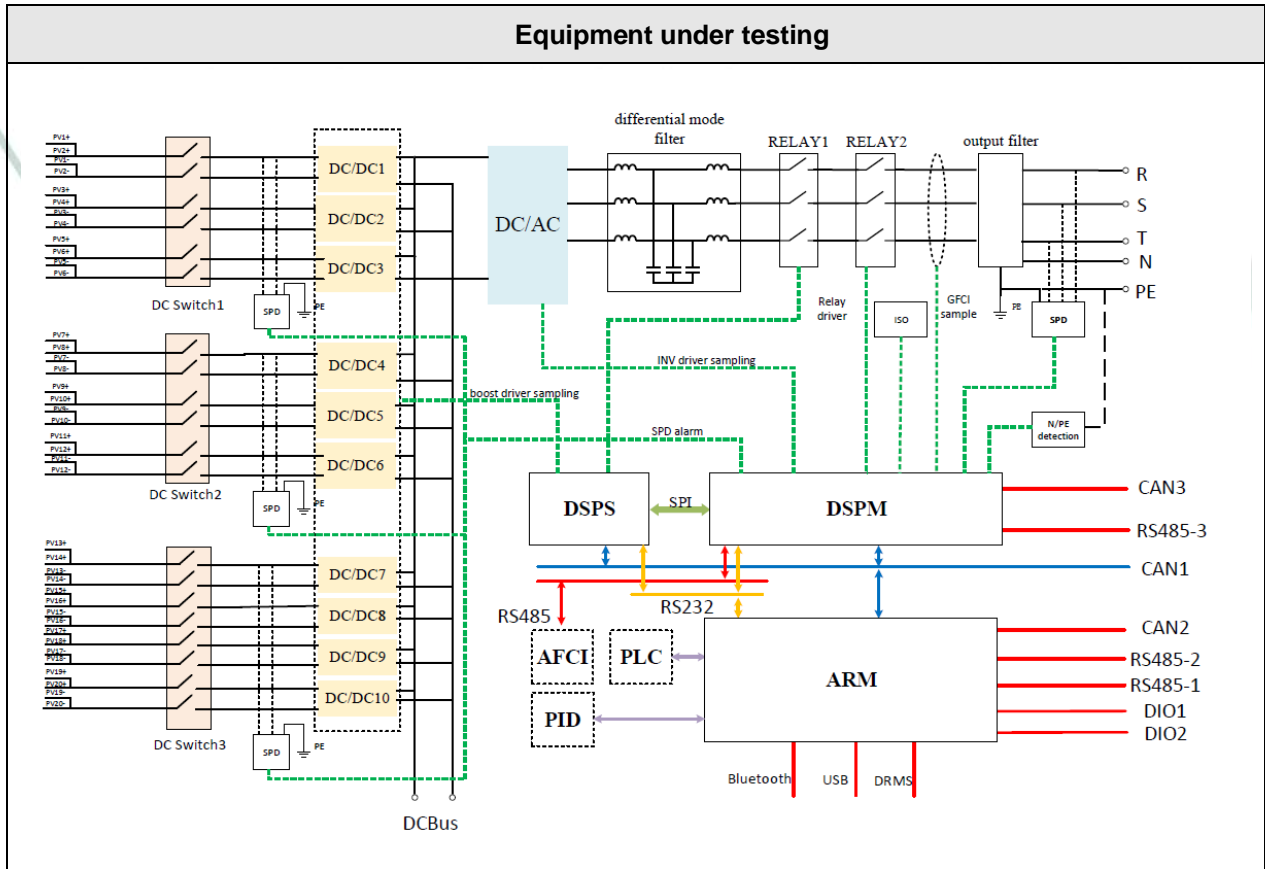 Equipment under testing
differential mode
filter
RELAY1
RELAY2
output filter
PV1+
PV2+
PV1-
PV2-
PV3+
PV4+
PV3-
PV4-
PV5+
PV6+
PV5-
PV6-
DC Switch1
SPD
PE
DC/DC1
DC/DC2
DC/DC3
DC/AC
R
S
T
N
PE
PE
SPD
Relay
driver
ISO
GFCI
sample
N/PE
detection
INV driver sampling
boost driver sampling
SPD alarm
PV7+
PV8+
PV7-
PV8-
PV9+
PV10+
PV9-
PV10-
PV11+
PV12+
PV11-
PV12-
DC Switch2
SPD
PE
DC/DC4
DC/DC5
DC/DC6
DSPS
SPI
DSPM
CAN3
RS485-3
CAN1
RS485
RS232
PV13+
PV14+
PV13-
PV14-
PV15+
PV16+
PV15-
PV16-
PV17+
PV18+
PV17-
PV18-
PV19+
PV20+
PV19-
PV20-
DC Switch3
SPD
PE
DC/DC7
DC/DC8
DC/DC9
DC/DC10
DCBus
AFCI
PLC
PID
ARM
CAN2
RS485-2
RS485-1
DIO1
DIO2
Bluetooth
USB
DRMS